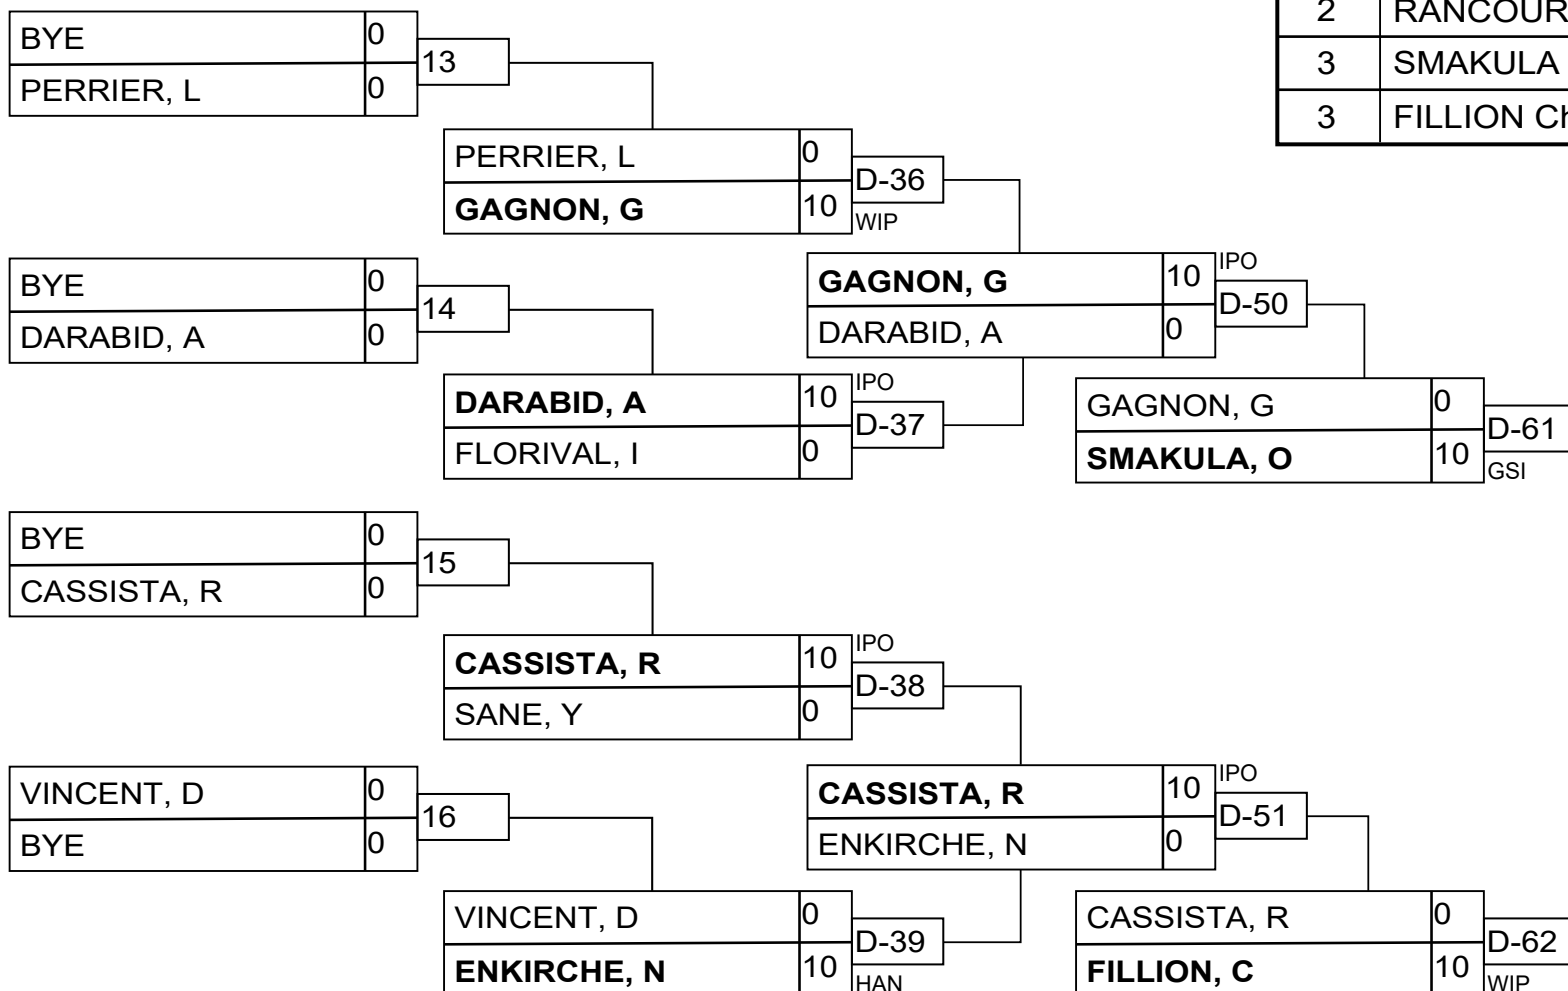 2 RANCOUR
3 SMAKULA
3 FILLION Ch
BYE 0
13
PERRIER, L 0
PERRIER, L 0
D-36
GAGNON, G 10
WIP
BYE 0
14
DARABID, A 0
GAGNON, G 10 IPO
D-50
DARABID, A 0
DARABID, A 10 IPO
D-37
FLORIVAL, I 0
GAGNON, G 0
D-61
SMAKULA, O 10
GSI
BYE 0
15
CASSISTA, R 0
CASSISTA, R 10 IPO
D-38
SANE, Y 0
VINCENT, D 0
16
BYE 0
CASSISTA, R 10 IPO
D-51
ENKIRCHE, N 0
VINCENT, D 0
D-39
ENKIRCHE, N 10
HAN
CASSISTA, R 0
D-62
FILLION, C 10
WIP